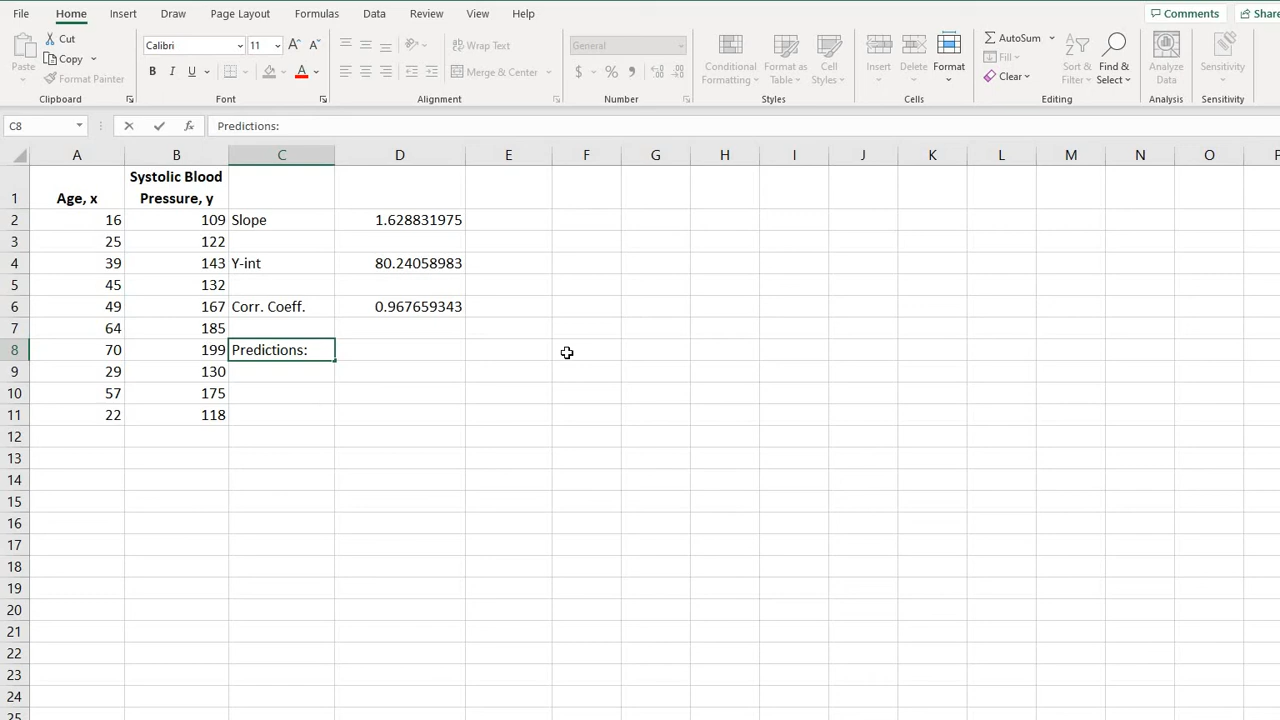 File Home Insert Draw Page Layout Formulas Data Review View Help Comments Share
Paste Cut Copy Format Painter Clipboard
Calibri 11 A A B I U A Font
Wrap Text Merge & Center Alignment
General $ % Number
Conditional Formatting Format as Table Cell Styles Styles
Insert Delete Format Cells
AutoSum Fill Clear Sort & Filter Find & Select Editing
Analyze Data Analysis
Sensitivity Sensitivity
C8 fx Predictions:
A B C D E F G H I J K L M N O P
1 Age, x Systolic Blood Pressure, y
2 16 109 Slope 1.628831975
3 25 122
4 39 143 Y-int 80.24058983
5 45 132
6 49 167 Corr. Coeff. 0.967659343
7 64 185
8 70 199 Predictions:
9 29 130
10 57 175
11 22 118
12
13
14
15
16
17
18
19
20
21
22
23
24
25